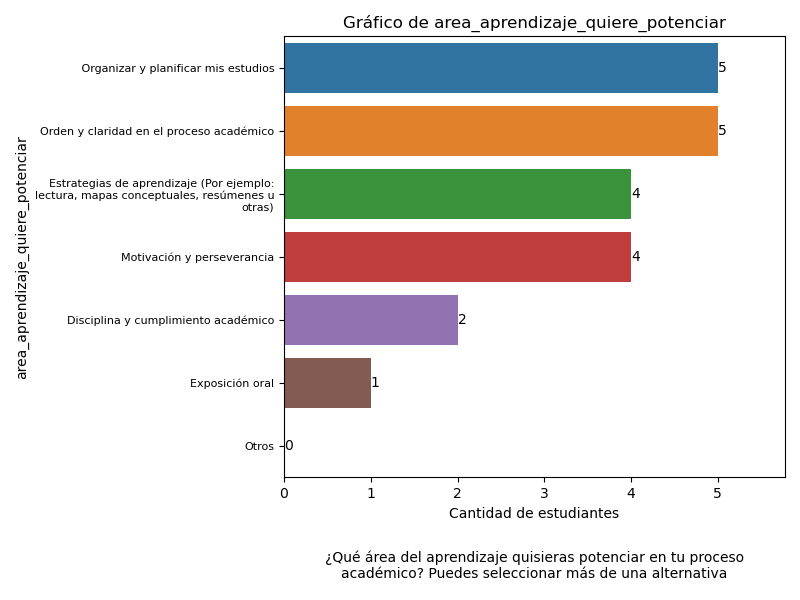 Gráfico de area_aprendizaje_quiere_potenciar
area_aprendizaje_quiere_potenciar
Organizar y planificar mis estudios
5
Orden y claridad en el proceso académico
5
Estrategias de aprendizaje (Por ejemplo:
lectura, mapas conceptuales, resúmenes u
otras)
4
Motivación y perseverancia
4
Disciplina y cumplimiento académico
2
Exposición oral
1
Otros
0
0 1 2 3 4 5
Cantidad de estudiantes
¿Qué área del aprendizaje quisieras potenciar en tu proceso
académico? Puedes seleccionar más de una alternativa